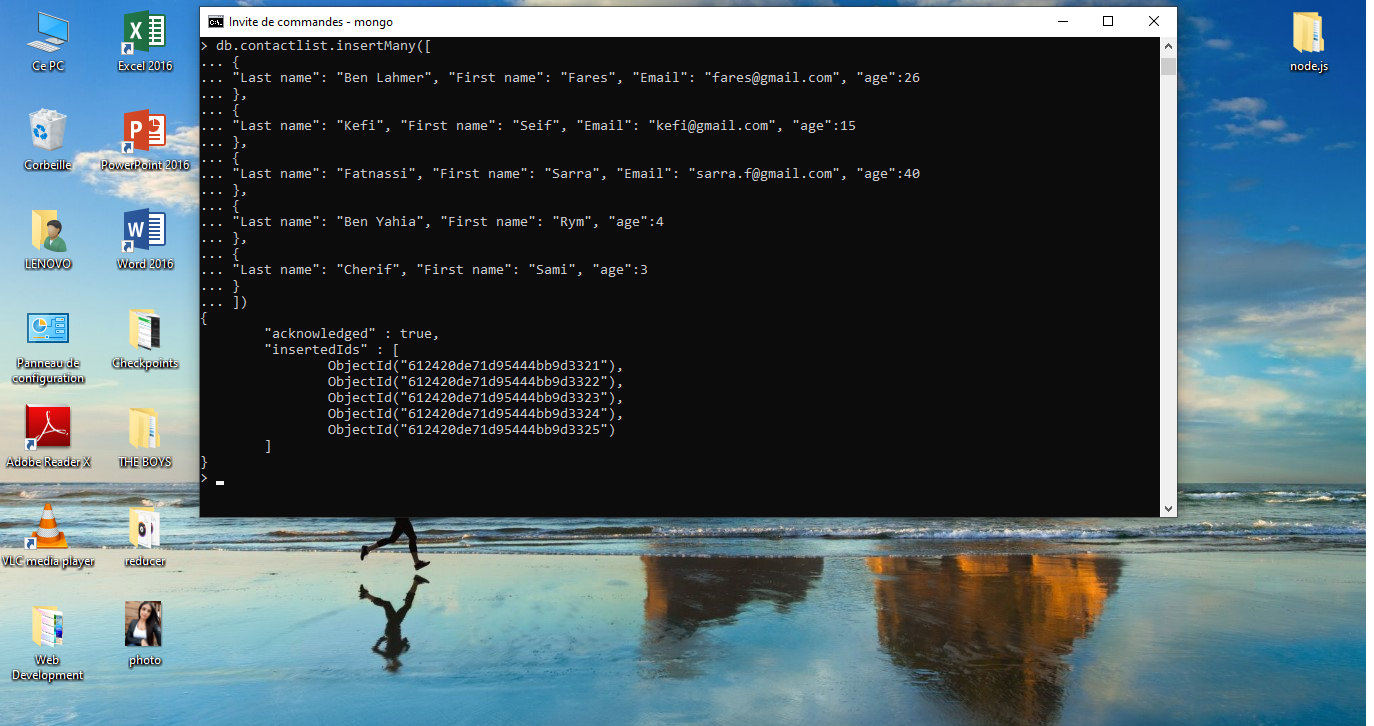 Invite de commandes - mongo
> db.contactlist.insertMany([
... {
... "Last name": "Ben Lahmer", "First name": "Fares", "Email": "fares@gmail.com", "age":26
... },
... {
... "Last name": "Kefi", "First name": "Seif", "Email": "kefi@gmail.com", "age":15
... },
... {
... "Last name": "Fatnassi", "First name": "Sarra", "Email": "sarra.f@gmail.com", "age":40
... },
... {
... "Last name": "Ben Yahia", "First name": "Rym", "age":4
... },
... {
... "Last name": "Cherif", "First name": "Sami", "age":3
... }
... ])
{
"acknowledged" : true,
"insertedIds" : [
ObjectId("612420de71d95444bb9d3321"),
ObjectId("612420de71d95444bb9d3322"),
ObjectId("612420de71d95444bb9d3323"),
ObjectId("612420de71d95444bb9d3324"),
ObjectId("612420de71d95444bb9d3325")
]
}
>
Ce PC
Excel 2016
Corbeille
PowerPoint 2016
LENOVO
Word 2016
Panneau de
configuration
Checkpoints
Adobe Reader X
THE BOYS
VLC media player
reducer
Web
Development
photo
node.js